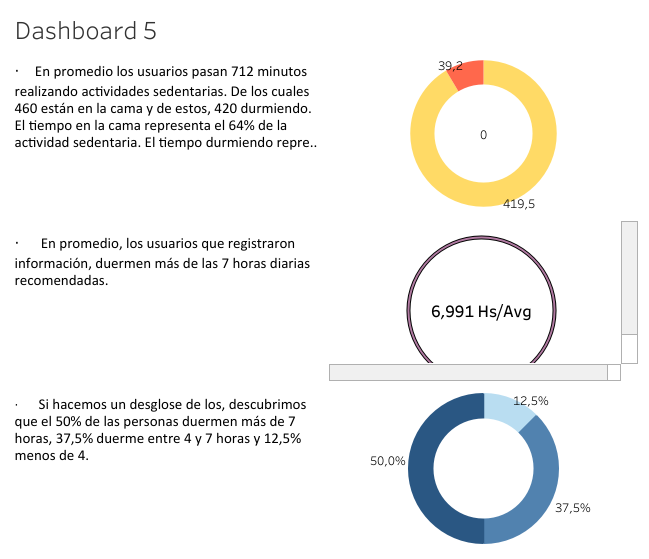 Dashboard 5
· En promedio los usuarios pasan 712 minutos
realizando actividades sedentarias. De los cuales
460 están en la cama y de estos, 420 durmiendo.
El tiempo en la cama representa el 64% de la
actividad sedentaria. El tiempo durmiendo repre..
39,2
0
419,5
· En promedio, los usuarios que registraron
información, duermen más de las 7 horas diarias
recomendadas.
6,991 Hs/Avg
· Si hacemos un desglose de los, descubrimos
que el 50% de las personas duermen más de 7
horas, 37,5% duerme entre 4 y 7 horas y 12,5%
menos de 4.
12,5%
50,0%
37,5%